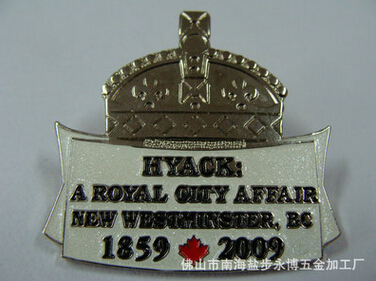 HYACK:
A ROYAL CITY AFFAIR
NEW WESTMINSTER, BC
1859 2009
佛山市南海盐步永博五金加工厂